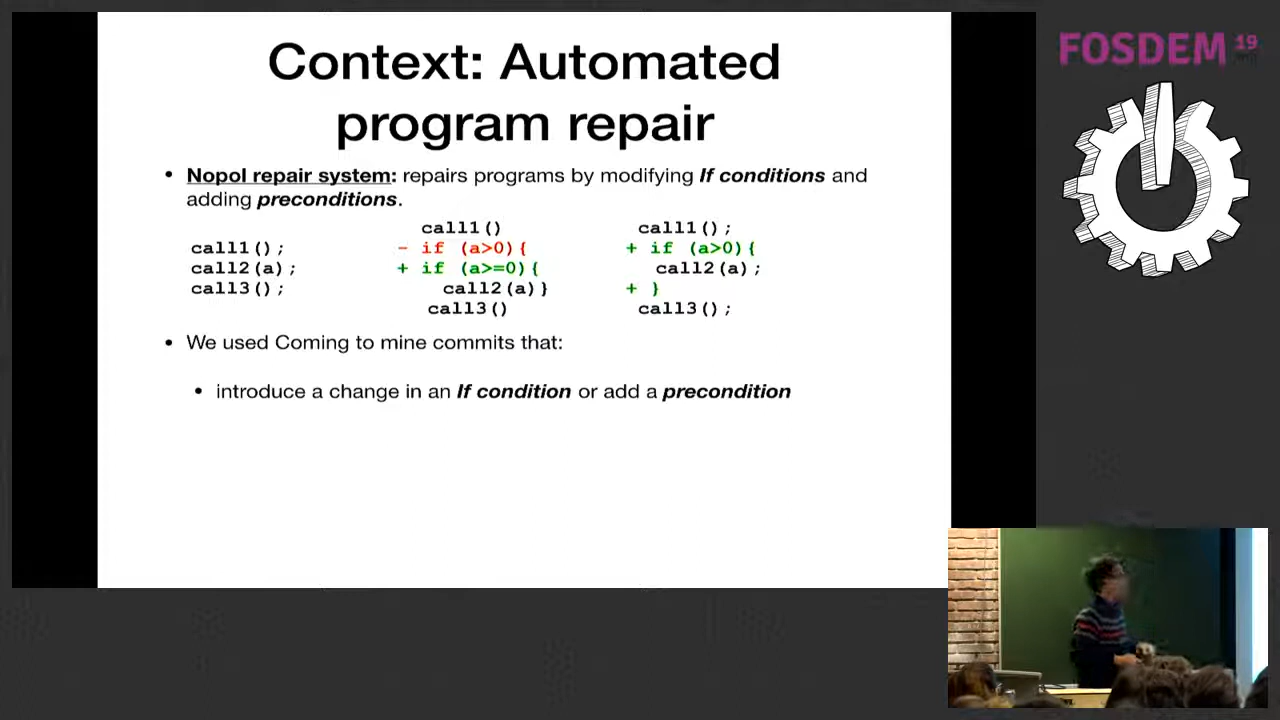 Context: Automated
program repair
• Nopol repair system: repairs programs by modifying If conditions and
adding preconditions.
call1();
call2(a);
call3();
call1()
- if (a>0){
+ if (a>=0){
call2(a)}
call3()
call1();
+ if (a>0){
call2(a);
+ }
call3();
• We used Coming to mine commits that:
• introduce a change in an If condition or add a precondition
FOSDEM 19